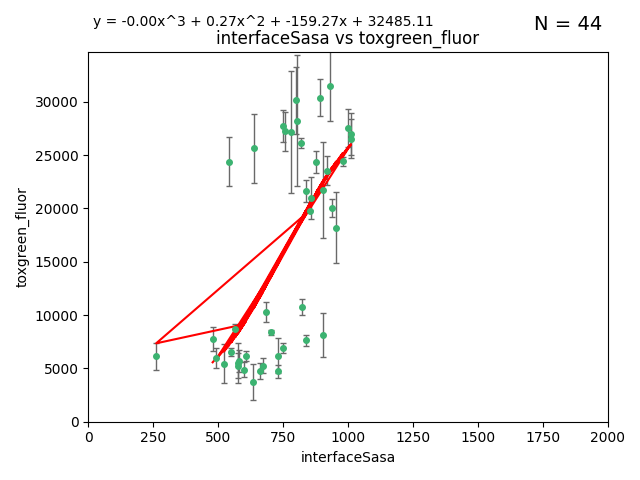 y = -0.00x^3 + 0.27x^2 + -159.27x + 32485.11
N = 44
interfaceSasa vs toxgreen_fluor
30000
25000
20000
15000
10000
5000
0
toxgreen_fluor
0 250 500 750 1000 1250 1500 1750 2000
interfaceSasa